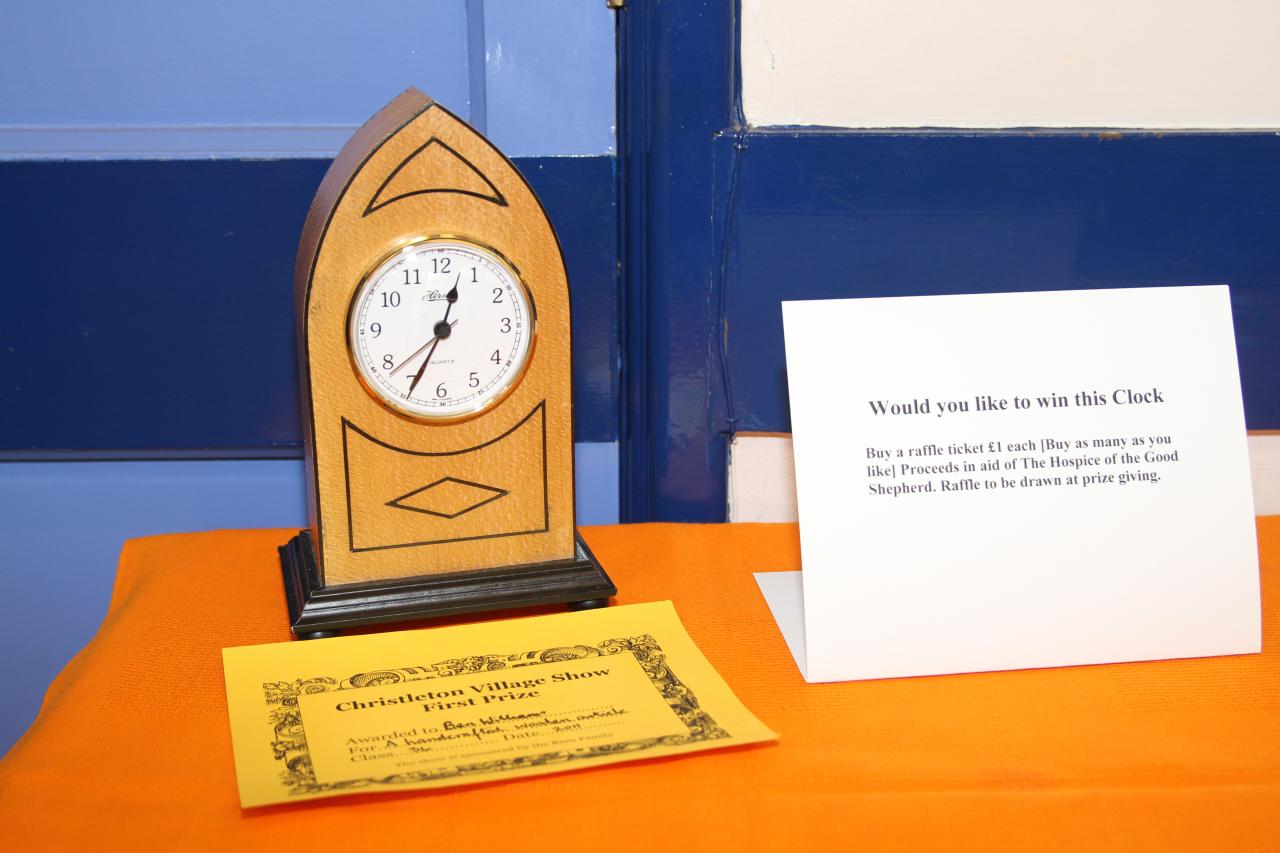 12
11 1
10 2
9 3
8 4
7 5
6
QUARTZ
Would you like to win this Clock
Buy a raffle ticket £1 each |Buy as many as you
like| Proceeds in aid of The Hospice of the Good
Shepherd. Raffle to be drawn at prize giving.
Christleton Village Show
First Prize
Awarded to Ben Williams
For A handcrafted wooden article
Class Date 2011
The show is sponsored by the Family